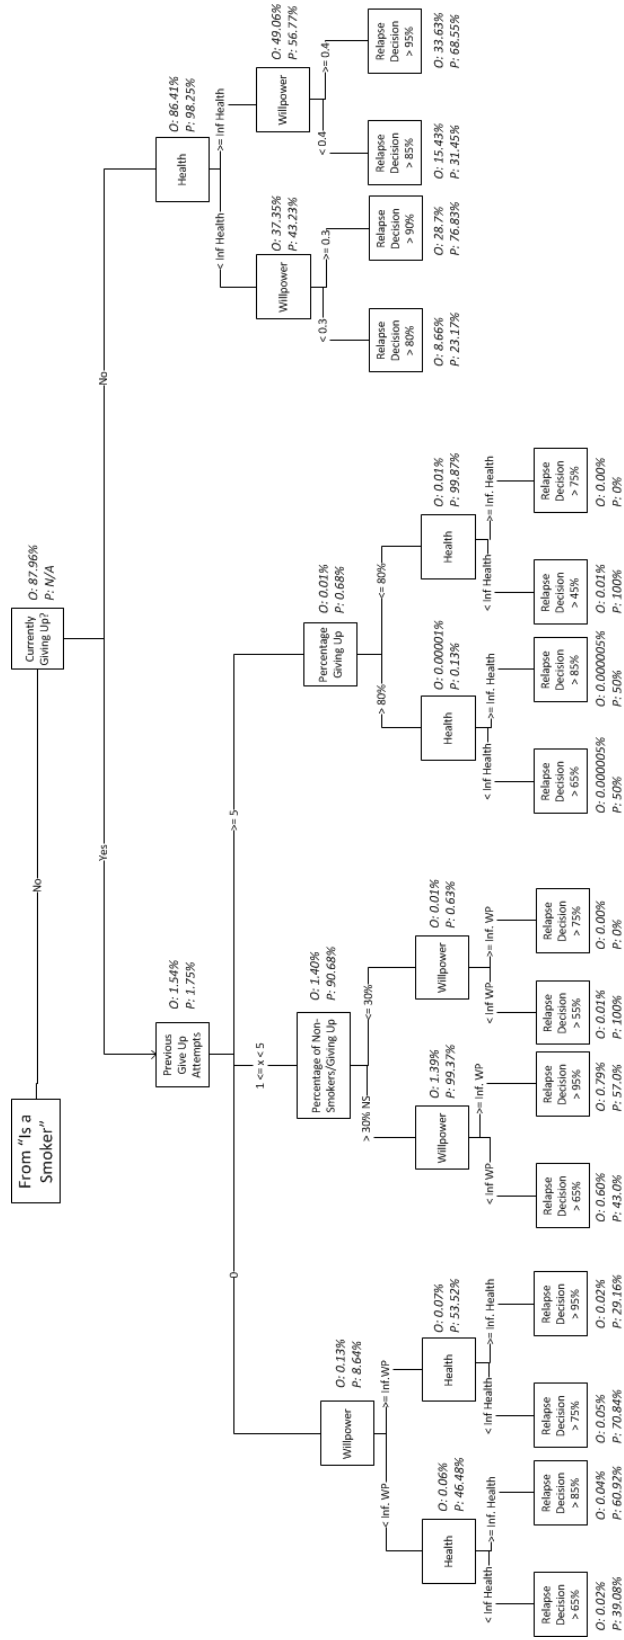 From “Is a
Smoker”
No
Currently
Giving Up?
O: 87.96%
P: N/A
Yes
No
Previous
Give Up
Attempts
O: 1.54%
P: 1.75%
Health
O: 86.41%
P: 98.25%
0
1 <= x < 5
>= 5
< Inf Health
>= Inf Health
Willpower
O: 0.13%
P: 8.64%
Percentage of Non-
Smokers/Giving Up
O: 1.40%
P: 90.68%
Percentage
Giving Up
O: 0.01%
P: 0.68%
Willpower
O: 37.35%
P: 43.23%
Willpower
O: 49.06%
P: 56.77%
< Inf. WP
>= Inf.WP
> 30% NS
<= 30%
> 80%
<= 80%
< 0.3
>= 0.3
< 0.4
>= 0.4
Health
O: 0.06%
P: 46.48%
Health
O: 0.07%
P: 53.52%
Willpower
O: 1.39%
P: 99.37%
Willpower
O: 0.01%
P: 0.63%
Health
O: 0.00001%
P: 0.13%
Health
O: 0.01%
P: 99.87%
Relapse
Decision
> 80%
O: 8.66%
P: 23.17%
Relapse
Decision
> 90%
O: 28.7%
P: 76.83%
Relapse
Decision
> 85%
O: 15.43%
P: 31.45%
Relapse
Decision
> 95%
O: 33.63%
P: 68.55%
< Inf Health
>= Inf. Health
< Inf Health
>= Inf. Health
< Inf WP
>= Inf. WP
< Inf WP
>= Inf. WP
< Inf Health
>= Inf. Health
< Inf Health
>= Inf. Health
Relapse
Decision
> 65%
O: 0.02%
P: 39.08%
Relapse
Decision
> 85%
O: 0.04%
P: 60.92%
Relapse
Decision
> 75%
O: 0.05%
P: 70.84%
Relapse
Decision
> 95%
O: 0.02%
P: 29.16%
Relapse
Decision
> 65%
O: 0.60%
P: 43.0%
Relapse
Decision
> 95%
O: 0.79%
P: 57.0%
Relapse
Decision
> 55%
O: 0.01%
P: 100%
Relapse
Decision
> 75%
O: 0.00%
P: 0%
Relapse
Decision
> 65%
O: 0.000005%
P: 50%
Relapse
Decision
> 85%
O: 0.000005%
P: 50%
Relapse
Decision
> 45%
O: 0.01%
P: 100%
Relapse
Decision
> 75%
O: 0.00%
P: 0%